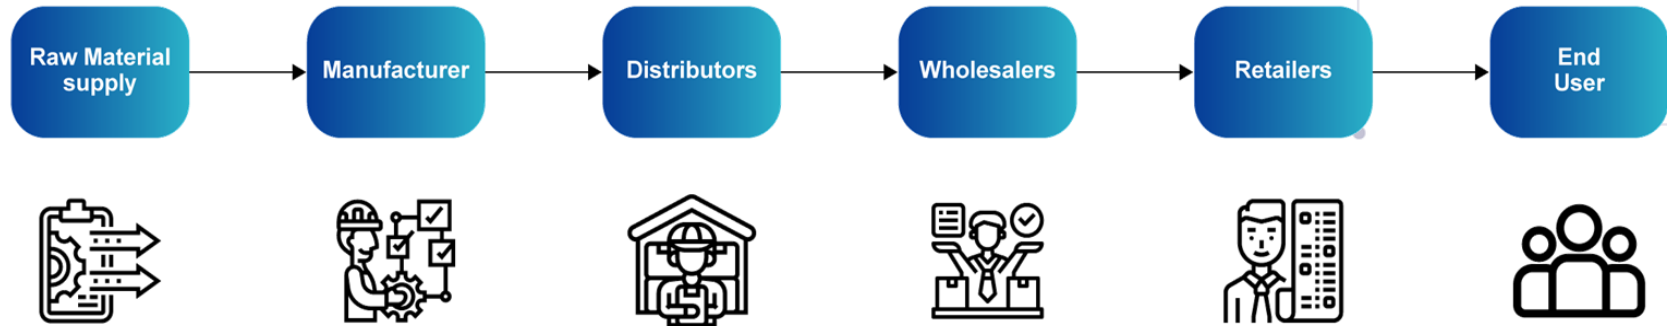 Raw Material
supply
Manufacturer
Distributors
Wholesalers
Retailers
End
User